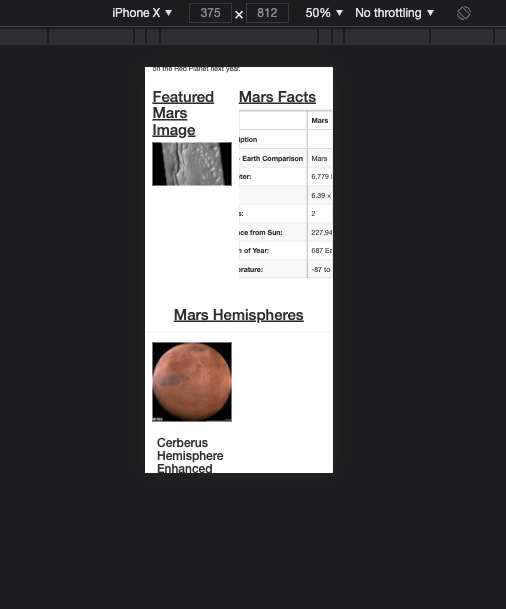 iPhone X 375 × 812 50% No throttling
on the Red Planet next year.
Featured
Mars
Image
Mars Facts
Mars
iption
Earth Comparison Mars
eter: 6,779
6.39 ×
s: 2
nce from Sun: 227,94
h of Year: 687 Ea
erature: -87 to
Mars Hemispheres
Cerberus
Hemisphere
Enhanced